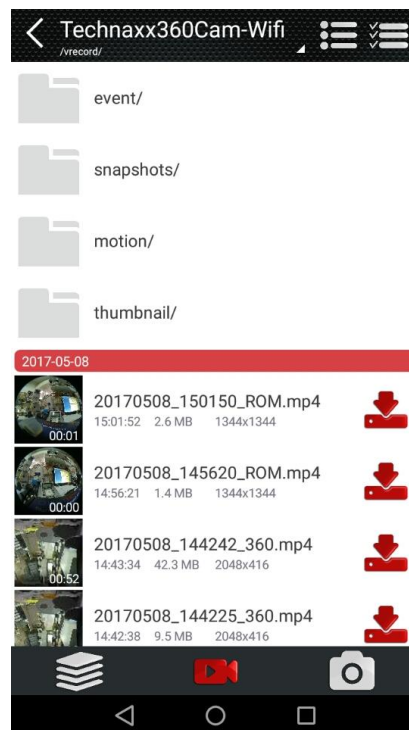 Technaxx360Cam-Wifi
/vrecord/
event/
snapshots/
motion/
thumbnail/
2017-05-08
20170508_150150_ROM.mp4
15:01:52 2.6 MB 1344x1344
00:01
20170508_145620_ROM.mp4
14:56:21 1.4 MB 1344x1344
00:00
20170508_144242_360.mp4
14:43:34 42.3 MB 2048x416
00:52
20170508_144225_360.mp4
14:42:38 9.5 MB 2048x416